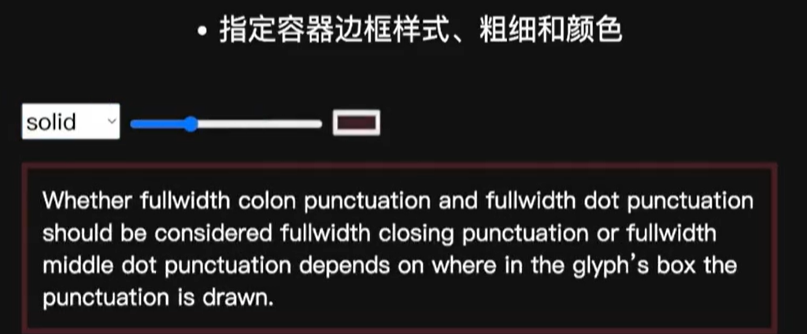 • 指定容器边框样式、粗细和颜色
solid
Whether fullwidth colon punctuation and fullwidth dot punctuation
should be considered fullwidth closing punctuation or fullwidth
middle dot punctuation depends on where in the glyph's box the
punctuation is drawn.